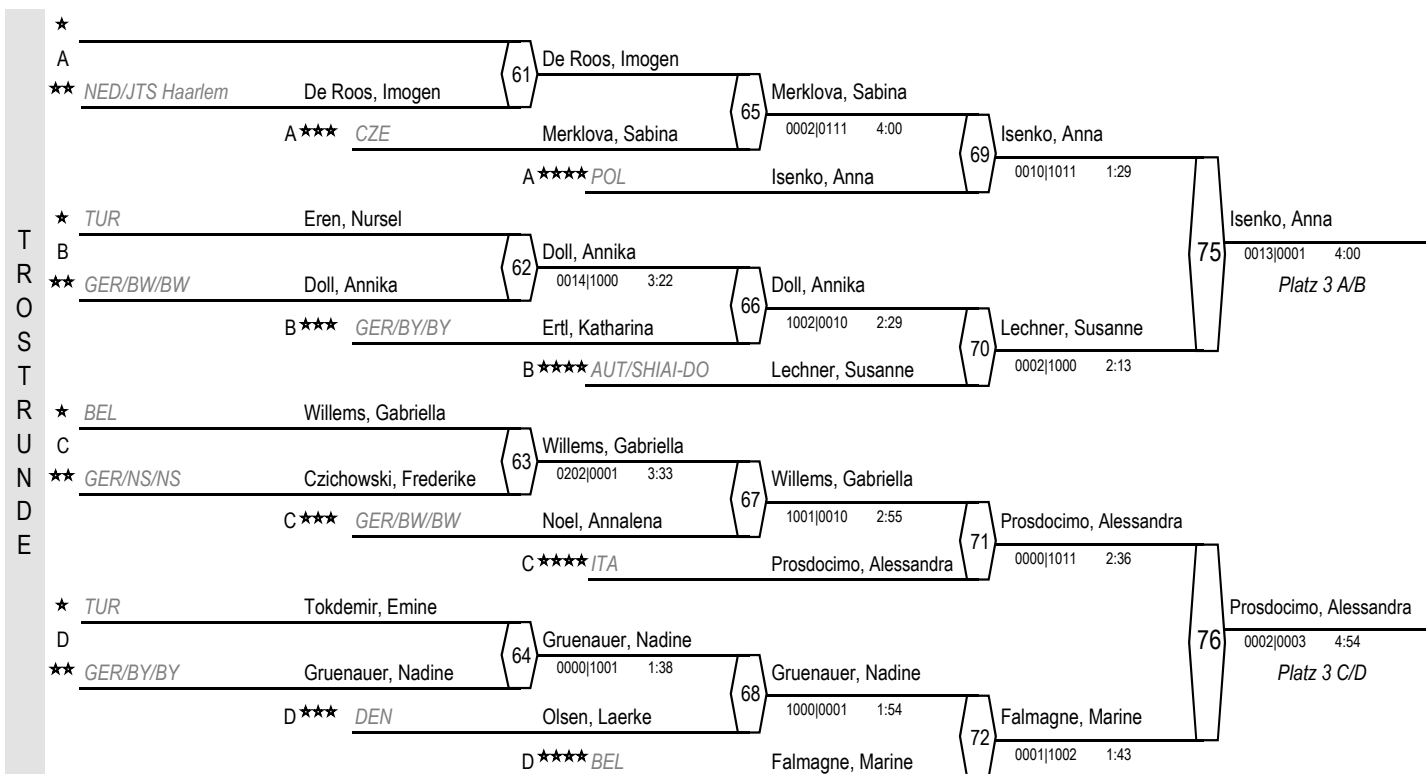 TROSTRUNDE
A
61
De Roos, Imogen
NED/JTS Haarlem
De Roos, Imogen
65
Merklova, Sabina
0002|0111 4:00
A CZE
Merklova, Sabina
69
Isenko, Anna
0010|1011 1:29
A POL
Isenko, Anna
TUR
Eren, Nursel
75
Isenko, Anna
0013|0001 4:00
Platz 3 A/B
B
62
Doll, Annika
0014|1000 3:22
GER/BW/BW
Doll, Annika
66
Doll, Annika
1002|0010 2:29
B GER/BY/BY
Ertl, Katharina
70
Lechner, Susanne
0002|1000 2:13
B AUT/SHIAI-DO
Lechner, Susanne
BEL
Willems, Gabriella
C
63
Willems, Gabriella
0202|0001 3:33
GER/NS/NS
Czichowski, Frederike
67
Willems, Gabriella
1001|0010 2:55
C GER/BW/BW
Noel, Annalena
71
Prosdocimo, Alessandra
0000|1011 2:36
C ITA
Prosdocimo, Alessandra
TUR
Tokdemir, Emine
76
Prosdocimo, Alessandra
0002|0003 4:54
Platz 3 C/D
D
64
Gruenauer, Nadine
0000|1001 1:38
GER/BY/BY
Gruenauer, Nadine
68
Gruenauer, Nadine
1000|0001 1:54
D DEN
Olsen, Laerke
72
Falmagne, Marine
0001|1002 1:43
D BEL
Falmagne, Marine